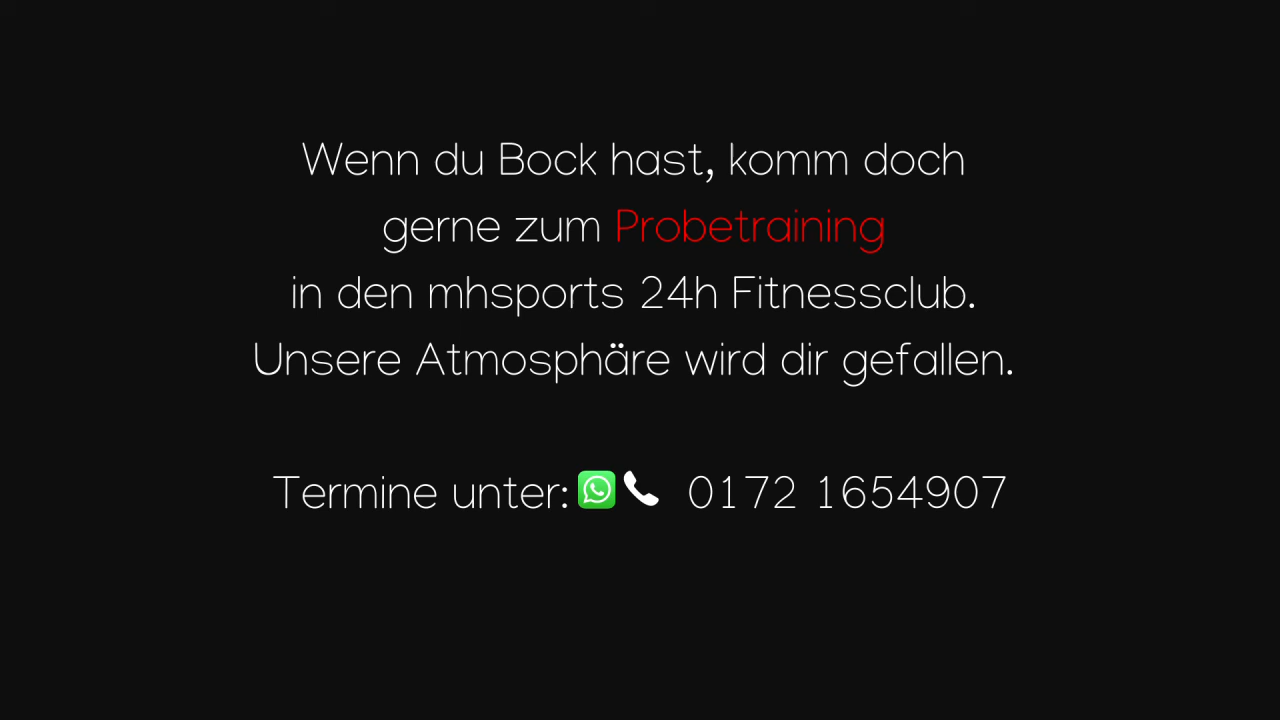 Wenn du Bock hast, komm doch
gerne zum Probetraining
in den mhsports 24h Fitnessclub.
Unsere Atmosphäre wird dir gefallen.
Termine unter: 0172 1654907